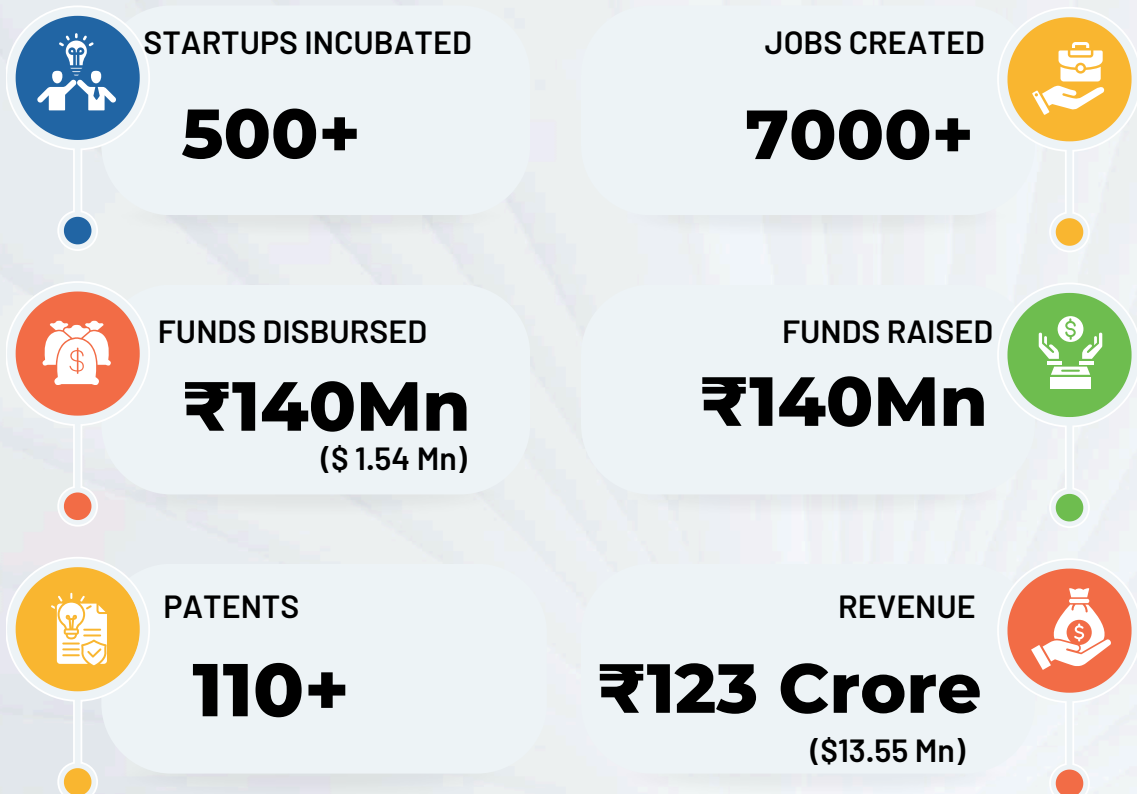 STARTUPS INCUBATED
500+
JOBS CREATED
7000+
FUNDS DISBURSED
₹140Mn
($ 1.54 Mn)
FUNDS RAISED
₹140Mn
PATENTS
110+
REVENUE
₹123 Crore
($13.55 Mn)